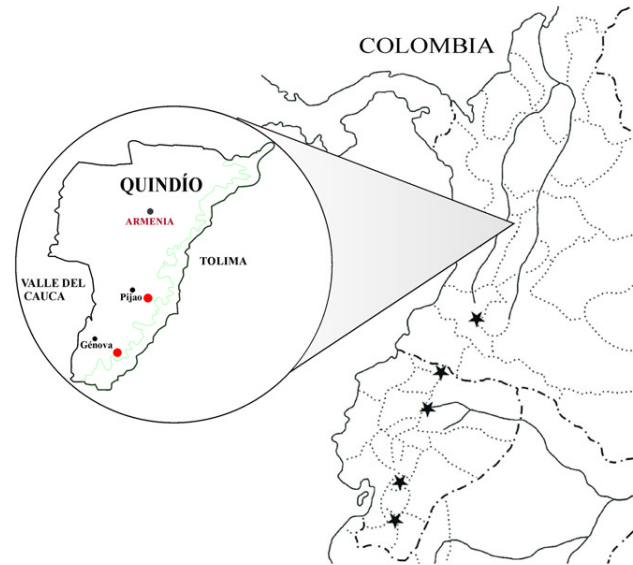 COLOMBIA
QUINDÍO
ARMENIA
TOLIMA
VALLE DEL
CAUCA
Pijao
Génova